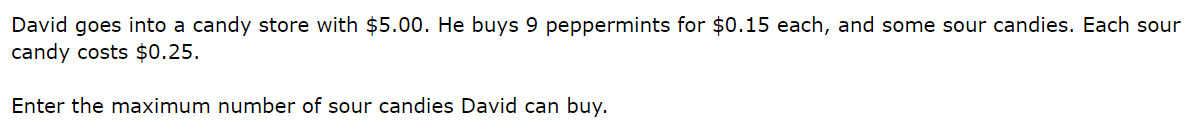 David goes into a candy store with $5.00. He buys 9 peppermints for $0.15 each, and some sour candies. Each sour
candy costs $0.25.
Enter the maximum number of sour candies David can buy.